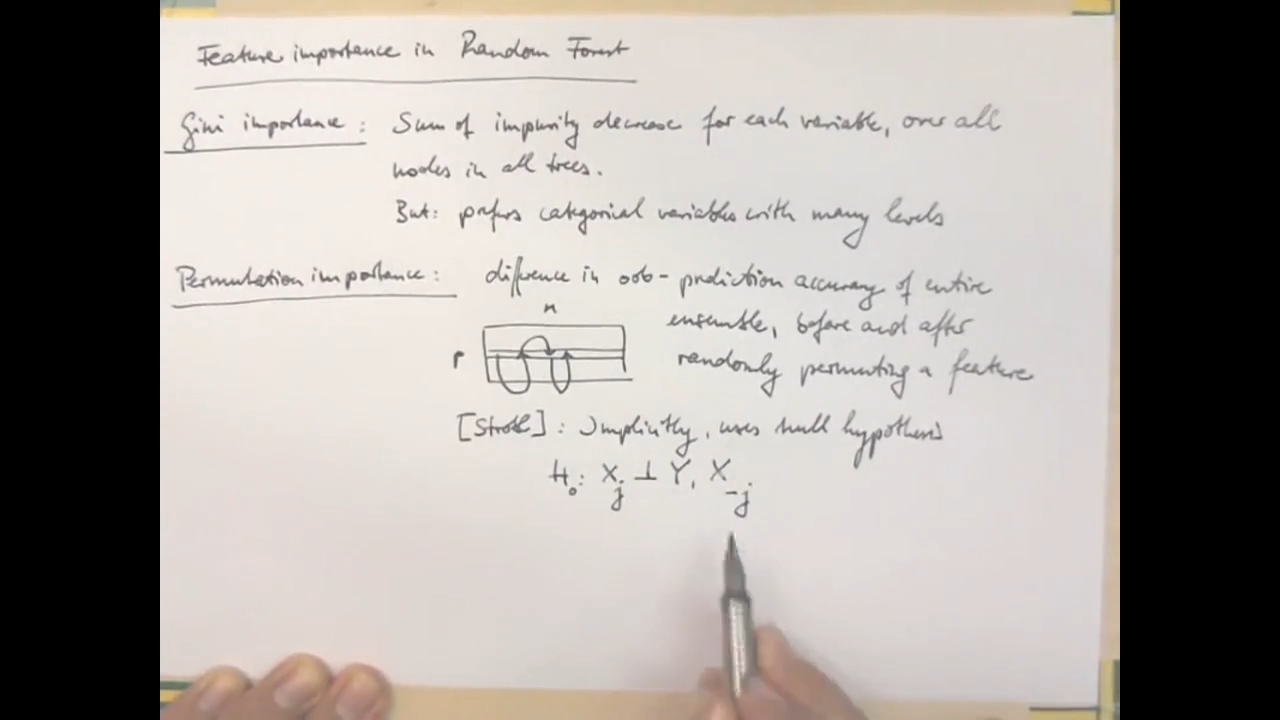 Feature importance in Random Forest
Gini importance: Sum of impurity decrease for each variable, over all
nodes in all trees.
But: prefers categorical variables with many levels
Permutation importance: difference in oob-prediction accuracy of entire
ensemble, before and after
randomly permuting a feature
n
p
[Strobl]: Implicitly, uses null hypothesis
H₀: Xⱼ ⊥ Y, X₋ⱼ